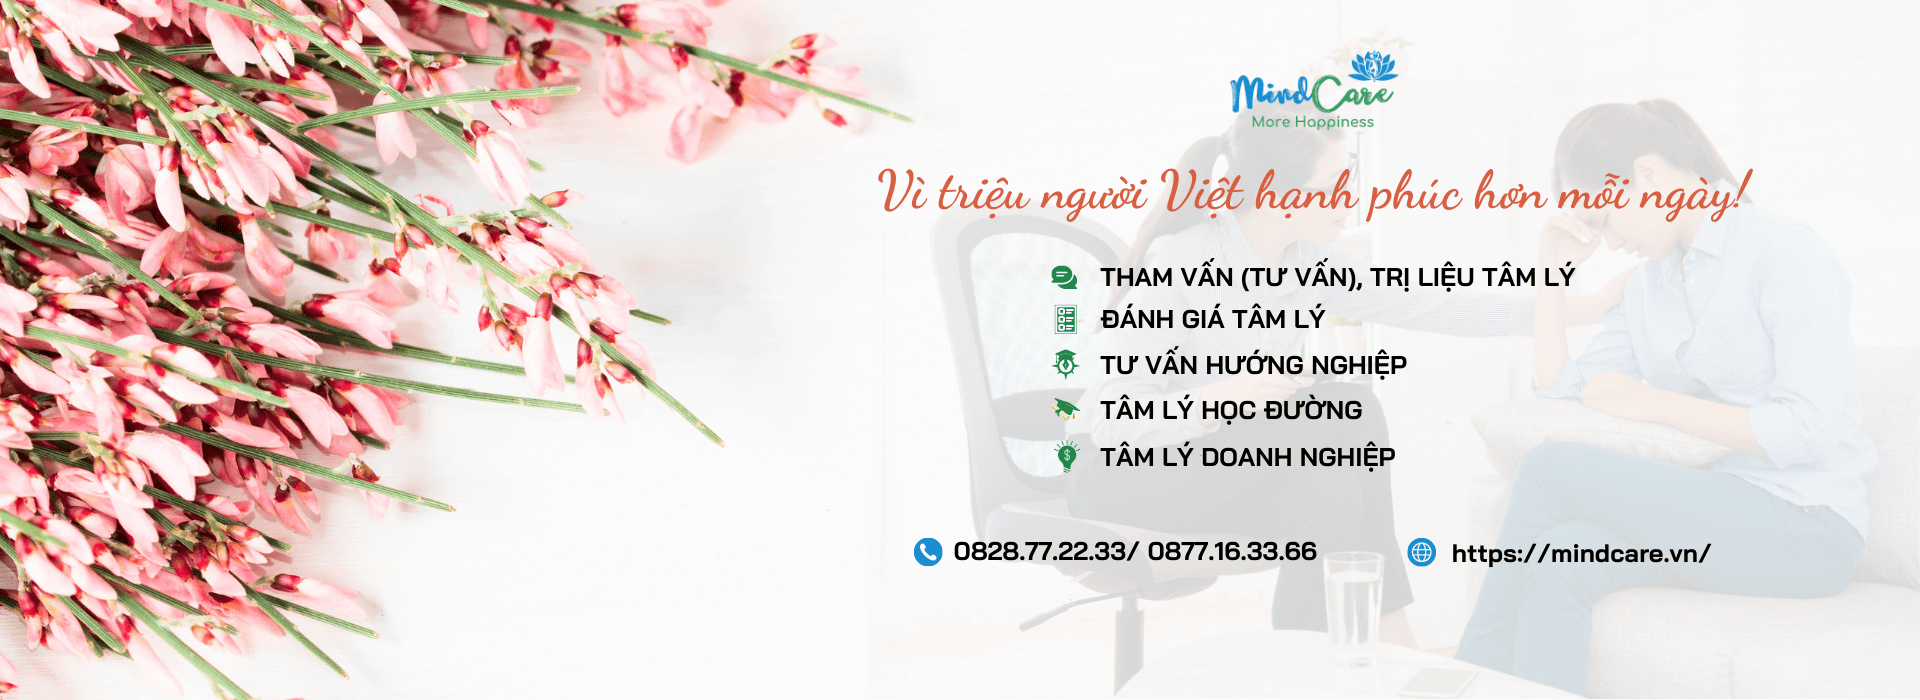 MindCare
More Happiness
Vì triệu người Việt hạnh phúc hơn mỗi ngày!
THAM VẤN (TƯ VẤN), TRỊ LIỆU TÂM LÝ
ĐÁNH GIÁ TÂM LÝ
TƯ VẤN HƯỚNG NGHIỆP
TÂM LÝ HỌC ĐƯỜNG
TÂM LÝ DOANH NGHIỆP
0828.77.22.33/ 0877.16.33.66
https://mindcare.vn/